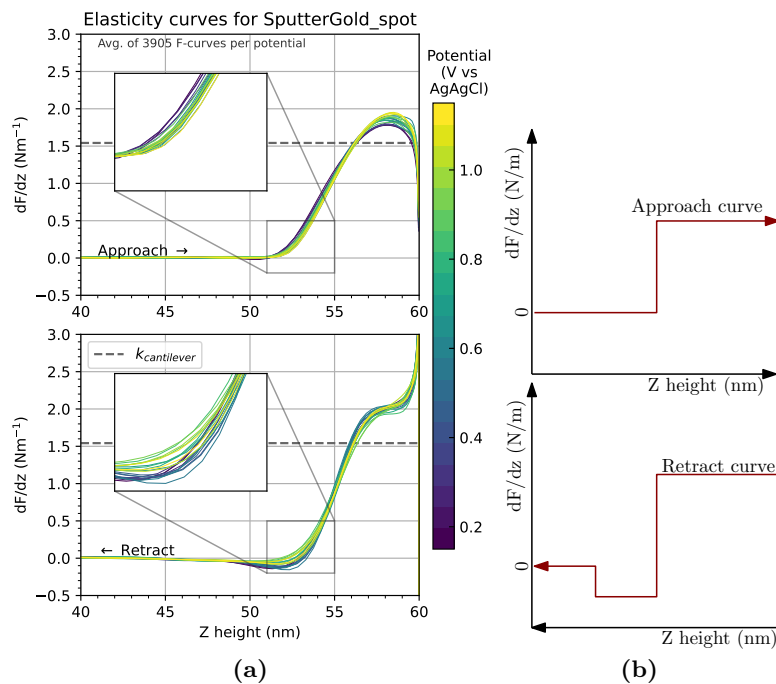 Elasticity curves for SputterGold_spot
Avg. of 3905 F-curves per potential
3.0
2.5
2.0
1.5
1.0
0.5
0.0
−0.5
dF/dz (Nm⁻¹)
Approach →
40
45
50
55
60
3.0
2.5
2.0
1.5
1.0
0.5
0.0
−0.5
dF/dz (Nm⁻¹)
k_cantilever
← Retract
40
45
50
55
60
Z height (nm)
Potential
(V vs
AgAgCl)
1.0
0.8
0.6
0.4
0.2
(a)
dF/dz (N/m)
0
Approach curve
Z height (nm)
dF/dz (N/m)
0
Retract curve
Z height (nm)
(b)